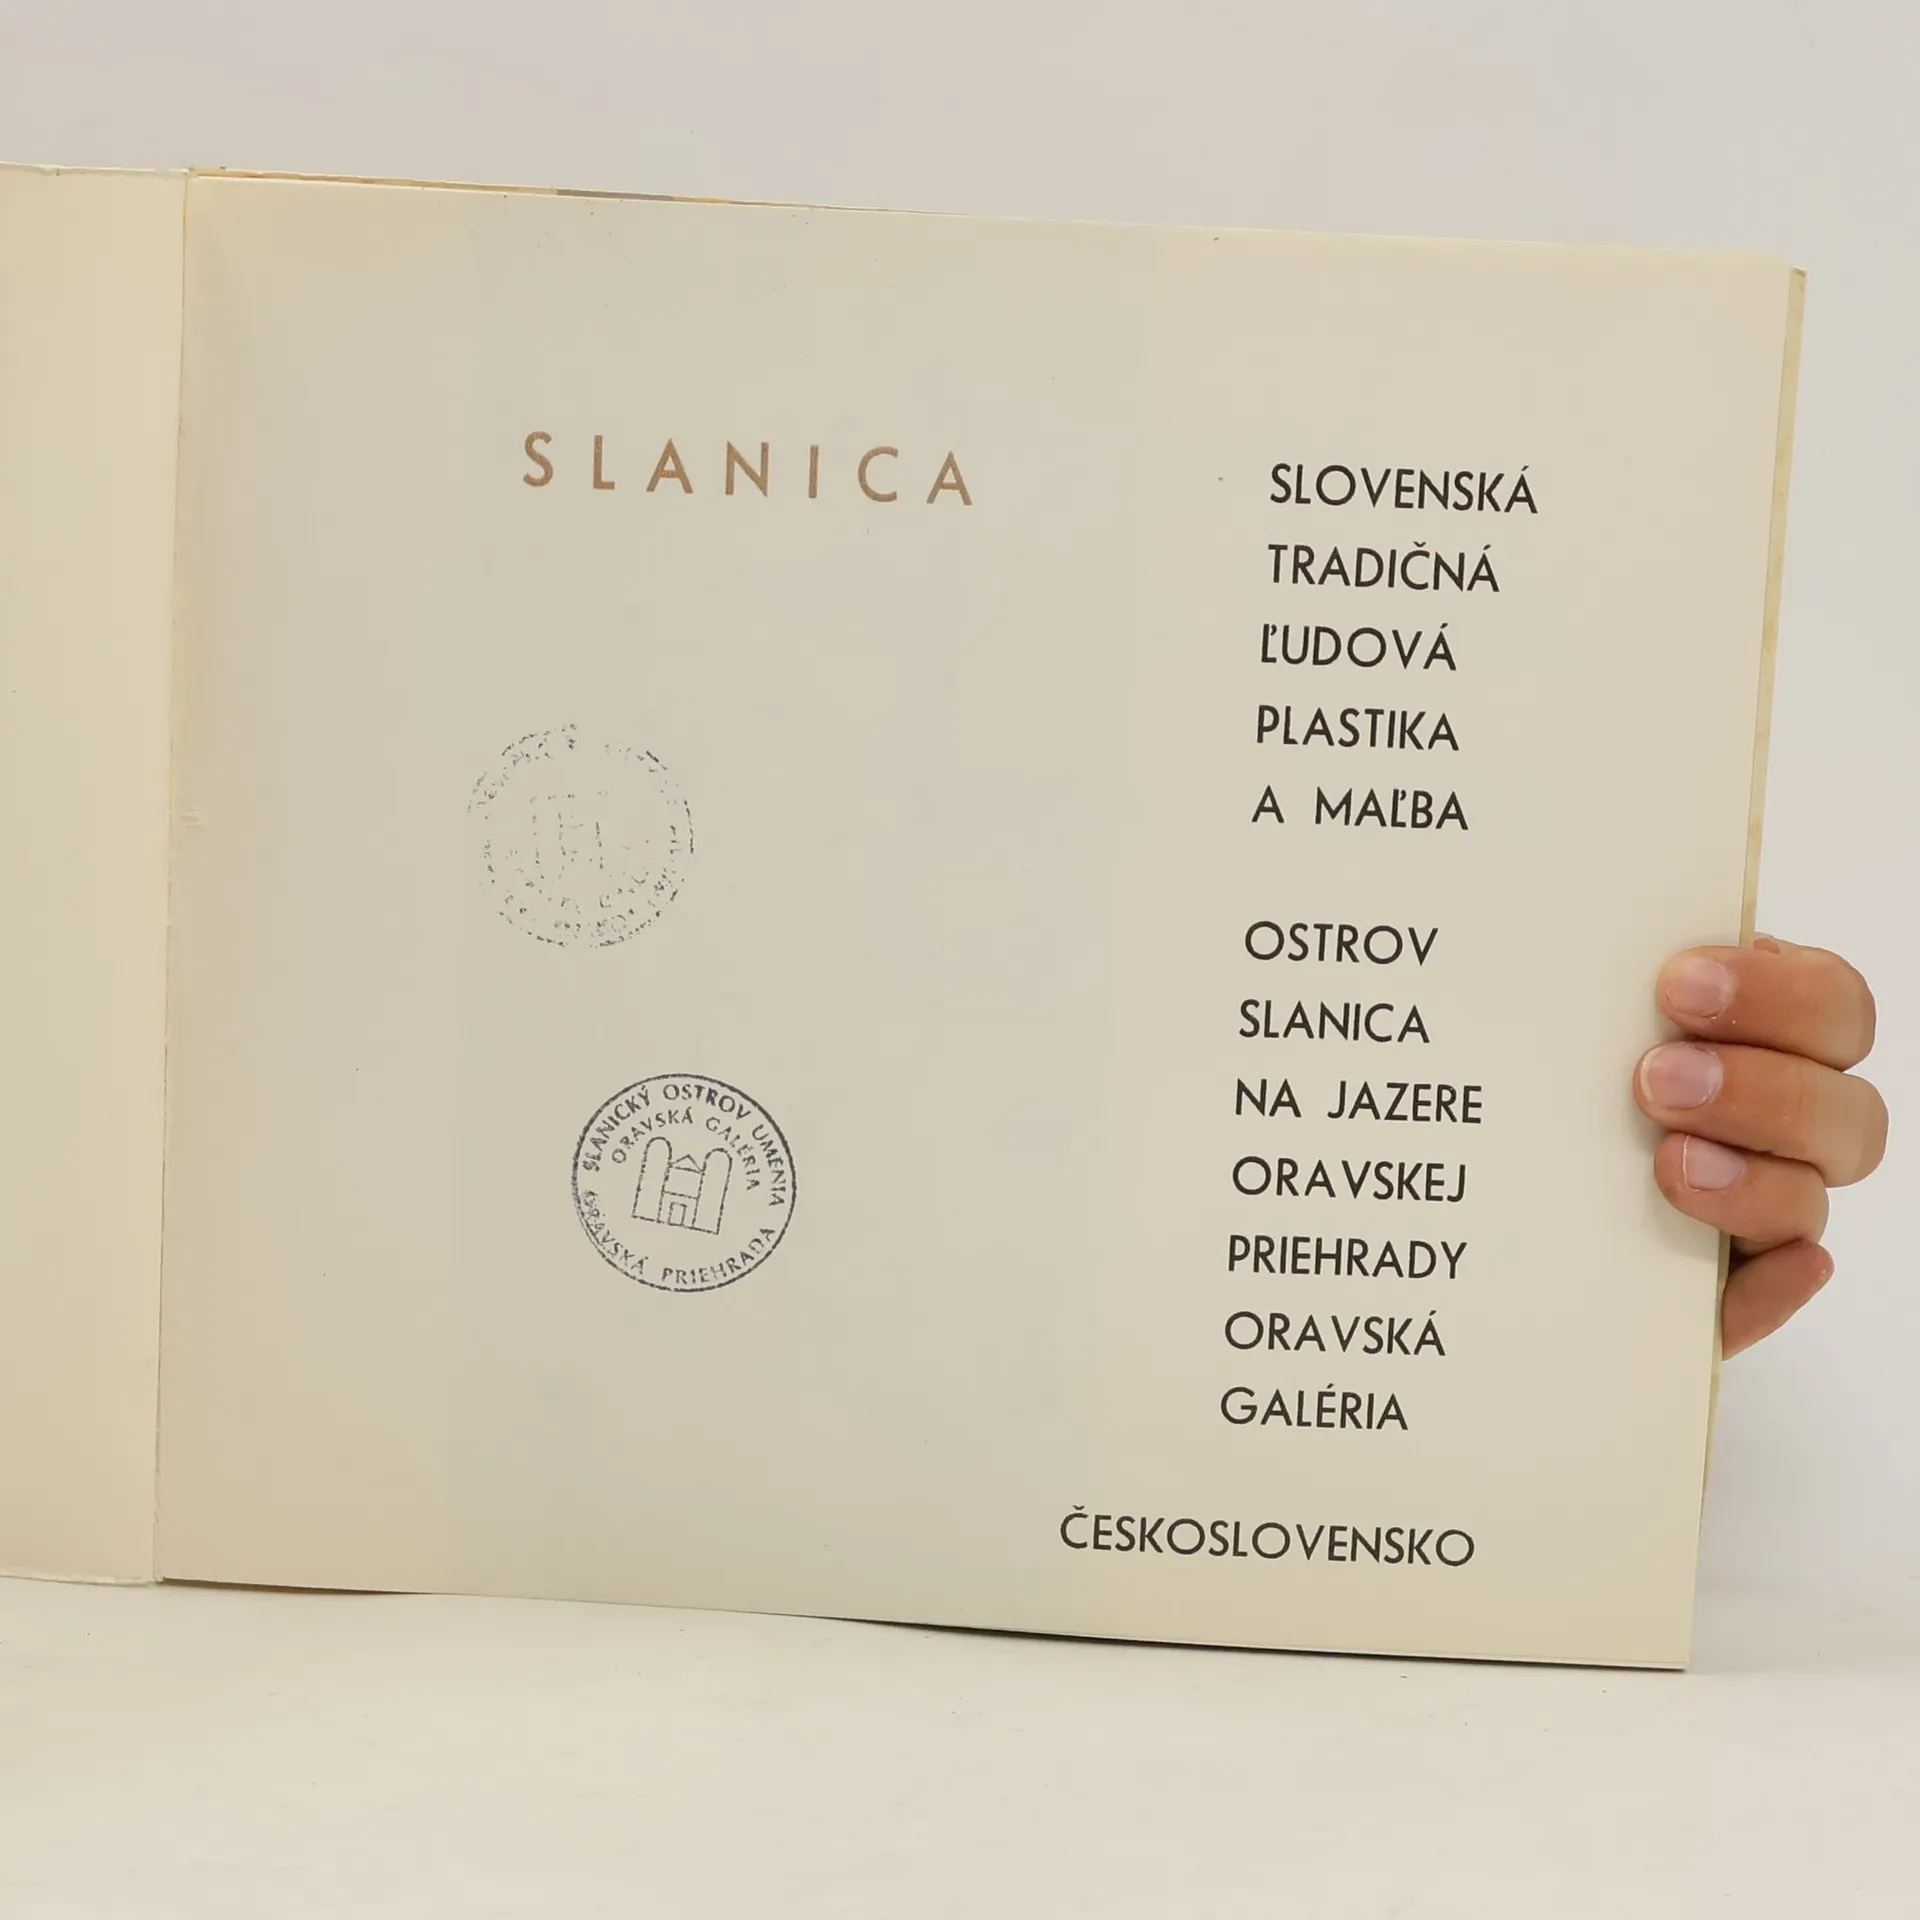 SLANICA
SLOVENSKÁ
TRADIČNÁ
ĽUDOVÁ
PLASTIKA
A MAĽBA
OSTROV
SLANICA
NA JAZERE
ORAVSKEJ
PRIEHRADY
ORAVSKÁ
GALÉRIA
ČESKOSLOVENSKO
SLANICKÝ OSTROV UMENIA
ORAVSKÁ GALÉRIA
ORAVSKÁ PRIEHRADA